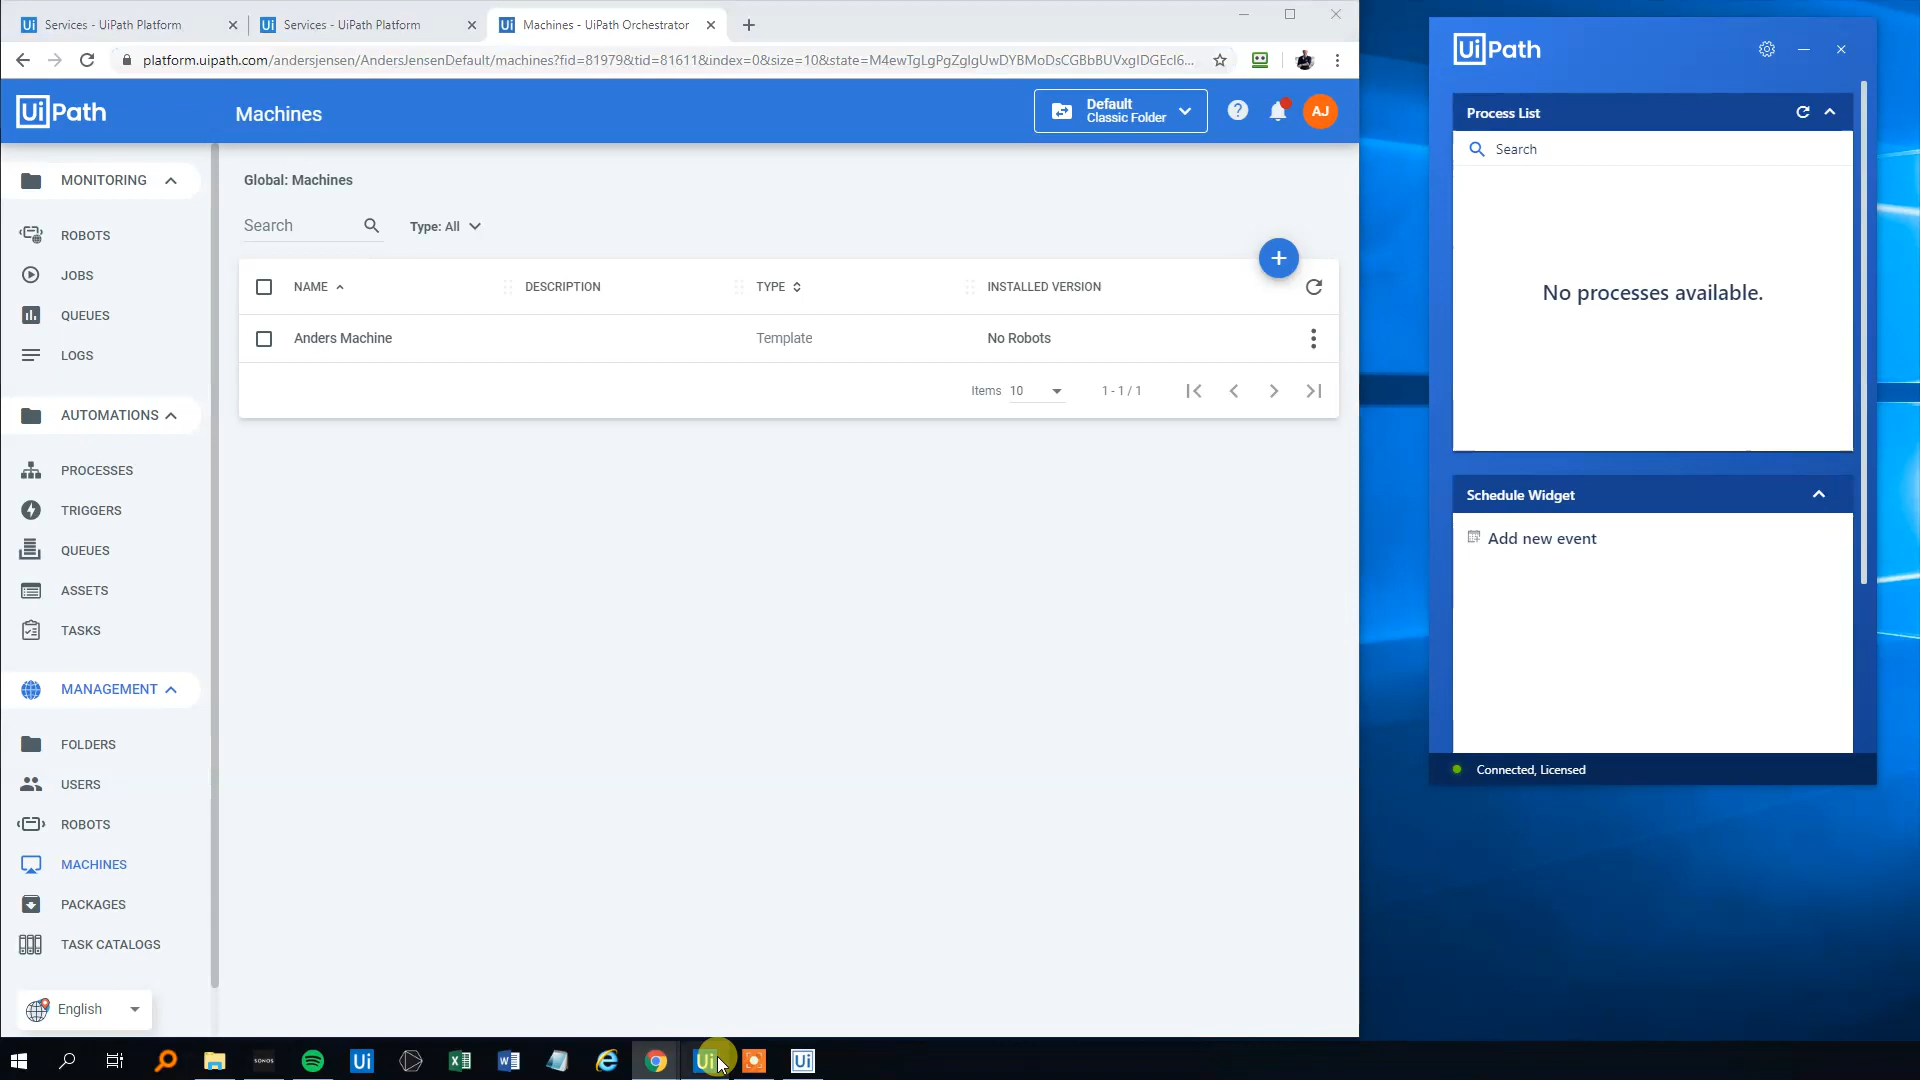 Services - UiPath Platform
Services - UiPath Platform
Machines - UiPath Orchestrator
platform.uipath.com/andersjensen/AndersJensenDefault/machines?fid=81979&tid=81611&index=0&size=10&state=M4ewTgLgPgZglgUwDYBMoDsCGBbBUVxgIDGEcl6...
UiPath
Machines
Default
Classic Folder
AJ
MONITORING
ROBOTS
JOBS
QUEUES
LOGS
AUTOMATIONS
PROCESSES
TRIGGERS
QUEUES
ASSETS
TASKS
MANAGEMENT
FOLDERS
USERS
ROBOTS
MACHINES
PACKAGES
TASK CATALOGS
English
Global: Machines
Search
Type: All
NAME DESCRIPTION TYPE INSTALLED VERSION
Anders Machine Template No Robots
Items 10 1 - 1 / 1
UiPath
Process List
Search
No processes available.
Schedule Widget
Add new event
Connected, Licensed
SONOS
Ui
Ui
Ui